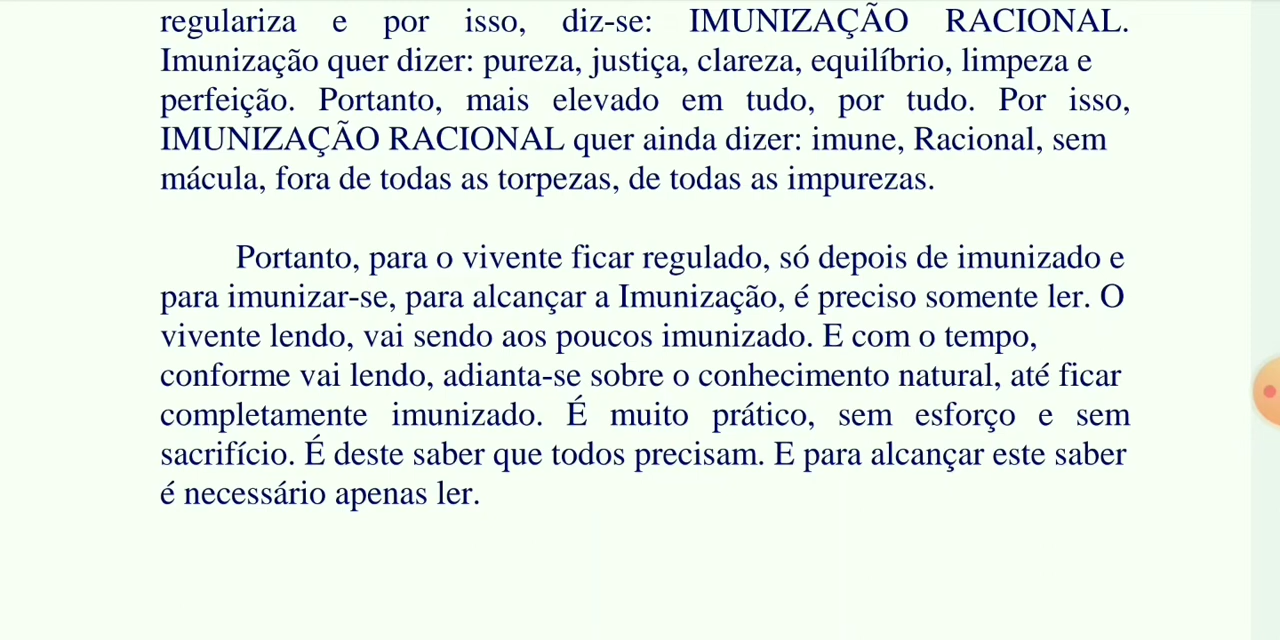 regulariza e por isso, diz-se: IMUNIZAÇÃO RACIONAL.
Imunização quer dizer: pureza, justiça, clareza, equilíbrio, limpeza e
perfeição. Portanto, mais elevado em tudo, por tudo. Por isso,
IMUNIZAÇÃO RACIONAL quer ainda dizer: imune, Racional, sem
mácula, fora de todas as torpezas, de todas as impurezas.
Portanto, para o vivente ficar regulado, só depois de imunizado e
para imunizar-se, para alcançar a Imunização, é preciso somente ler. O
vivente lendo, vai sendo aos poucos imunizado. E com o tempo,
conforme vai lendo, adianta-se sobre o conhecimento natural, até ficar
completamente imunizado. É muito prático, sem esforço e sem
sacrifício. É deste saber que todos precisam. E para alcançar este saber
é necessário apenas ler.